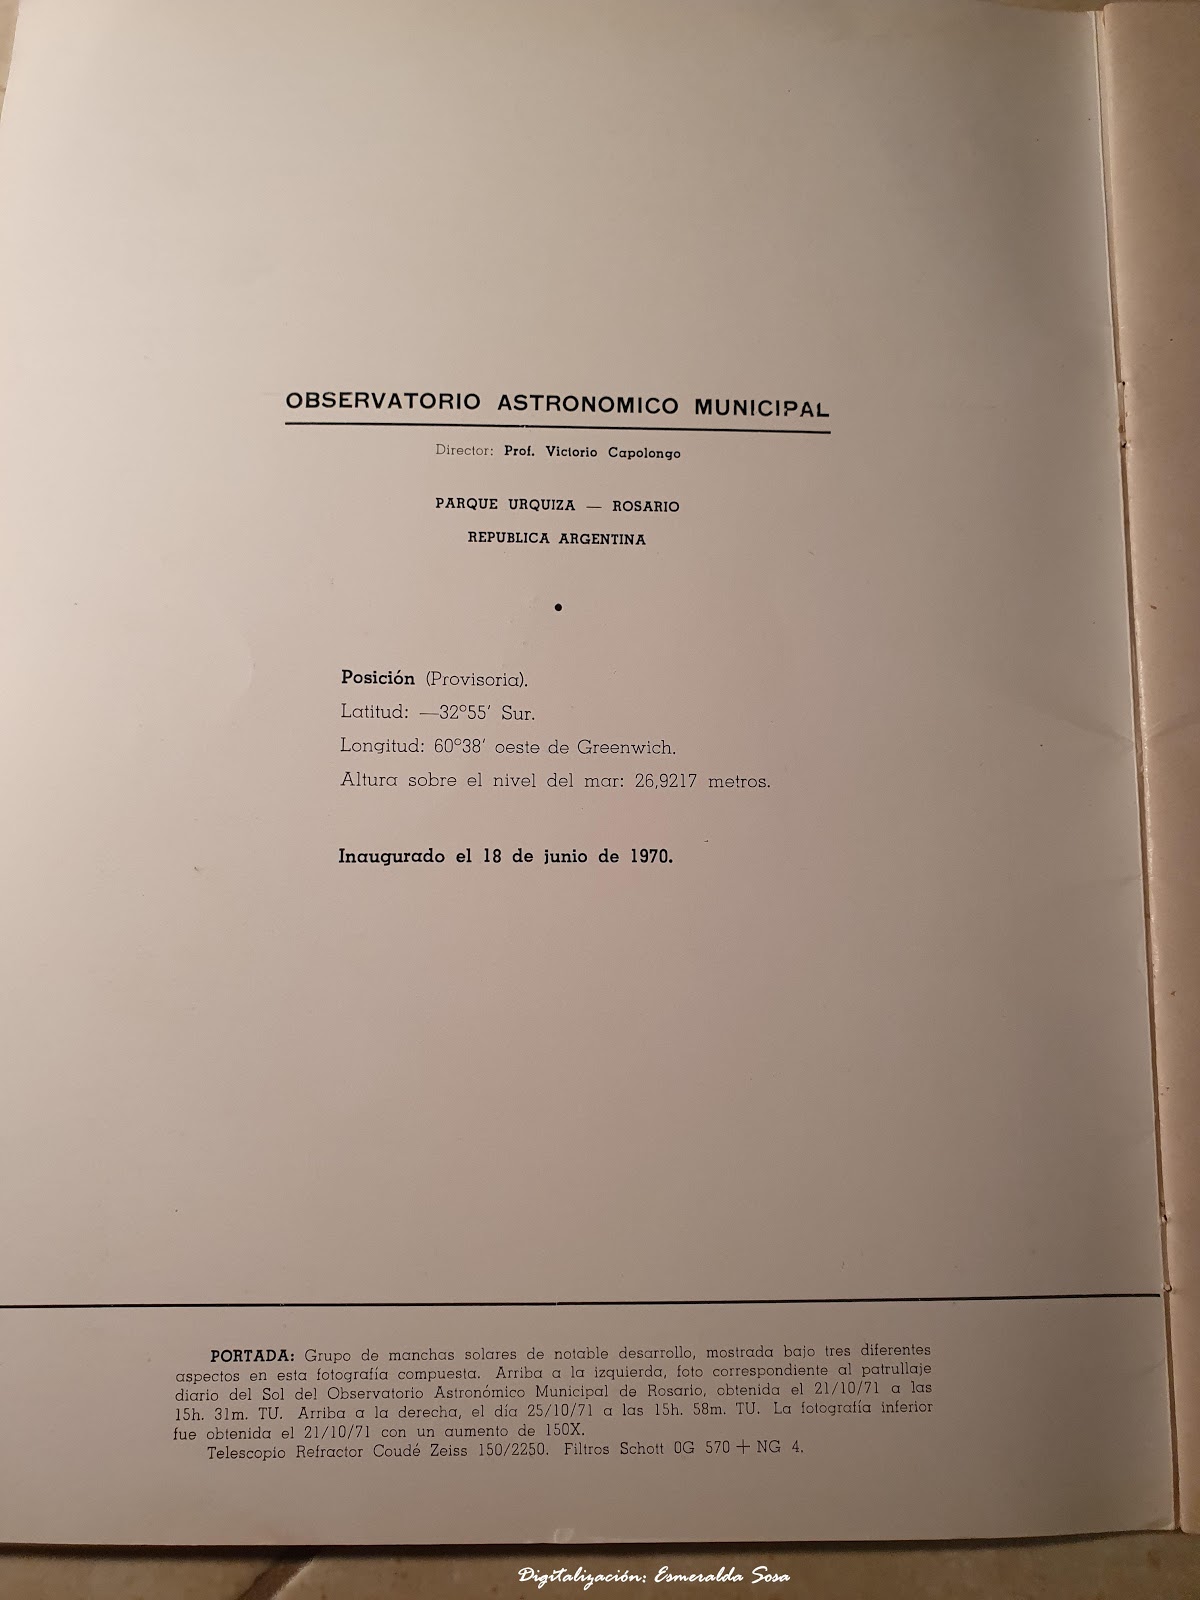 OBSERVATORIO ASTRONOMICO MUNICIPAL
Director: Prof. Victorio Capolongo
PARQUE URQUIZA — ROSARIO
REPUBLICA ARGENTINA
•
Posición (Provisoria).
Latitud: —32°55' Sur.
Longitud: 60°38' oeste de Greenwich.
Altura sobre el nivel del mar: 26,9217 metros.
Inaugurado el 18 de junio de 1970.
PORTADA: Grupo de manchas solares de notable desarrollo, mostrada bajo tres diferentes
aspectos en esta fotografía compuesta. Arriba a la izquierda, foto correspondiente al patrullaje
diario del Sol del Observatorio Astronómico Municipal de Rosario, obtenida el 21/10/71 a las
15h. 31m. TU. Arriba a la derecha, el día 25/10/71 a las 15h. 58m. TU. La fotografía inferior
fue obtenida el 21/10/71 con un aumento de 150X.
Telescopio Refractor Coudé Zeiss 150/2250. Filtros Schott 0G 570 + NG 4.
Digitalización: Esmeralda Sosa